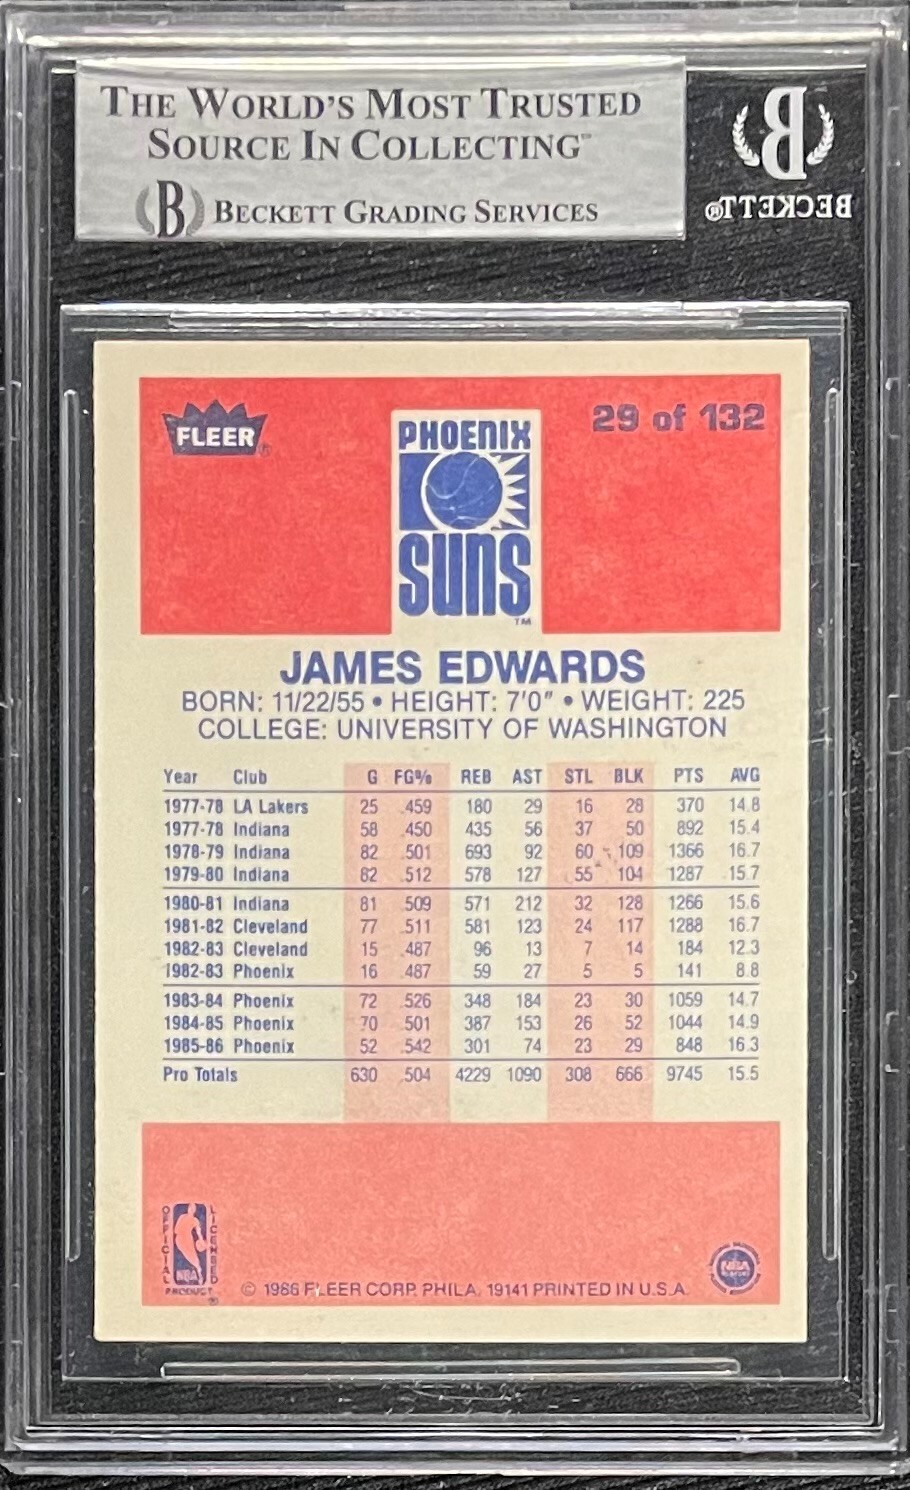 THE WORLD'S MOST TRUSTED
SOURCE IN COLLECTING™
B BECKETT GRADING SERVICES
B
BECKETT®
FLEER®
PHOENIX
SUNS
TM
29 of 132
JAMES EDWARDS
BORN: 11/22/55 • HEIGHT: 7'0" • WEIGHT: 225
COLLEGE: UNIVERSITY OF WASHINGTON
Year Club G FG% REB AST STL BLK PTS AVG
1977-78 LA Lakers 25 .459 180 29 16 28 370 14.8
1977-78 Indiana 58 .450 435 56 37 50 892 15.4
1978-79 Indiana 82 .501 693 92 60 109 1366 16.7
1979-80 Indiana 82 .512 578 127 55 104 1287 15.7
1980-81 Indiana 81 .509 571 212 32 128 1266 15.6
1981-82 Cleveland 77 .511 581 123 24 117 1288 16.7
1982-83 Cleveland 15 .487 96 13 7 14 184 12.3
1982-83 Phoenix 16 .487 59 27 5 5 141 8.8
1983-84 Phoenix 72 .526 348 184 23 30 1059 14.7
1984-85 Phoenix 70 .501 387 153 26 52 1044 14.9
1985-86 Phoenix 52 .542 301 74 23 29 848 16.3
Pro Totals 630 .504 4229 1090 308 666 9745 15.5
OFFICIAL
LICENSED
NBA
PRODUCT ®
© 1986 FLEER CORP. PHILA. 19141 PRINTED IN U.S.A.
NBA